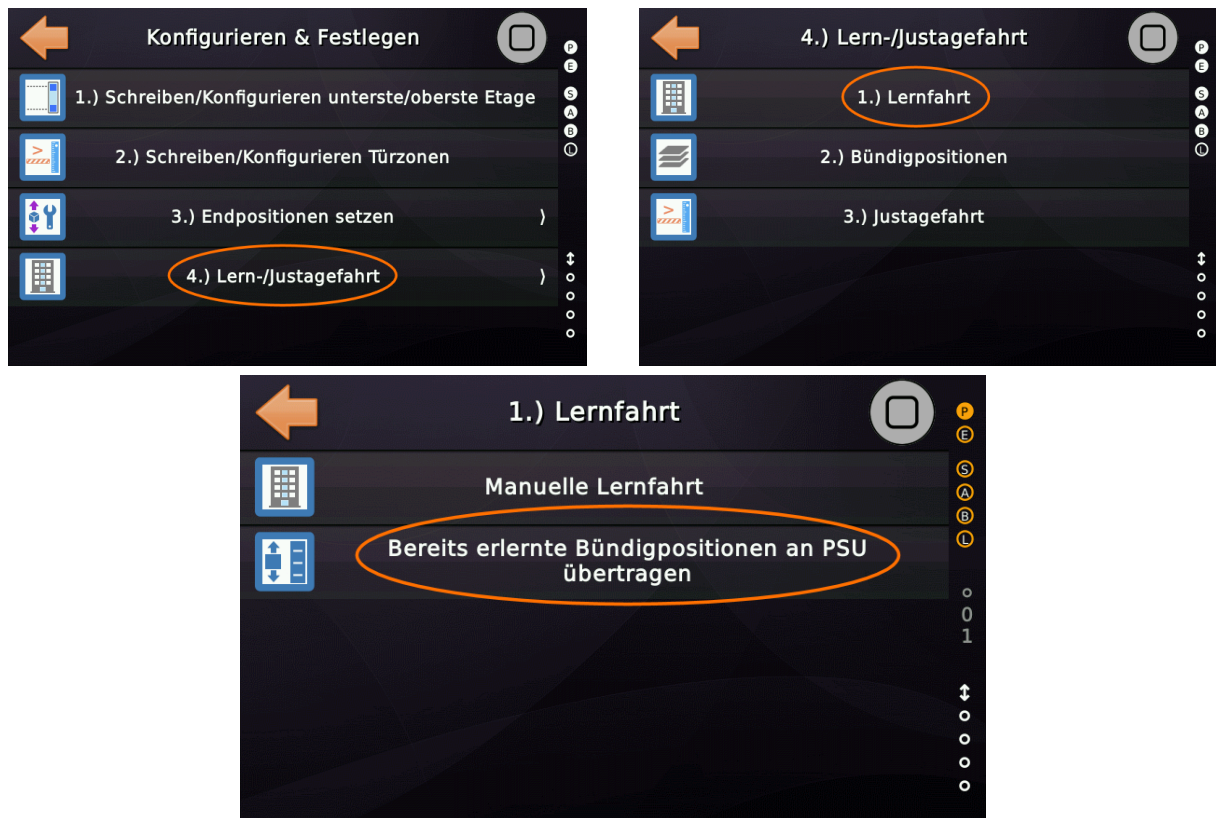 Konfigurieren & Festlegen
1.) Schreiben/Konfigurieren unterste/oberste Etage
2.) Schreiben/Konfigurieren Türzonen
3.) Endpositionen setzen
4.) Lern-/Justagefahrt
P
E
S
A
B
L
4.) Lern-/Justagefahrt
1.) Lernfahrt
2.) Bündigpositionen
3.) Justagefahrt
P
E
S
A
B
L
1.) Lernfahrt
Manuelle Lernfahrt
Bereits erlernte Bündigpositionen an PSU
übertragen
P
E
S
A
B
L
0
1